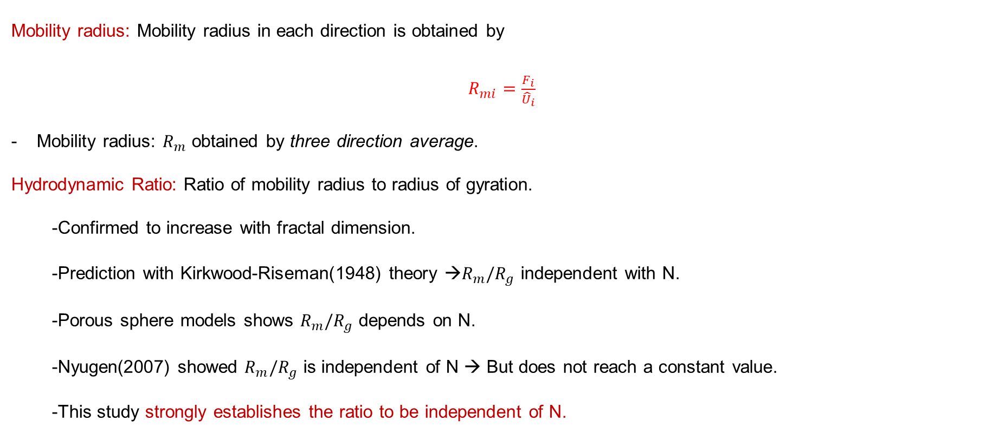 Mobility radius: Mobility radius in each direction is obtained by
R_{mi} = \frac{F_i}{\hat{U}_i}
- Mobility radius: R_m obtained by three direction average.
Hydrodynamic Ratio: Ratio of mobility radius to radius of gyration.
-Confirmed to increase with fractal dimension.
-Prediction with Kirkwood-Riseman(1948) theory →R_m/R_g independent with N.
-Porous sphere models shows R_m/R_g depends on N.
-Nyugen(2007) showed R_m/R_g is independent of N → But does not reach a constant value.
-This study strongly establishes the ratio to be independent of N.